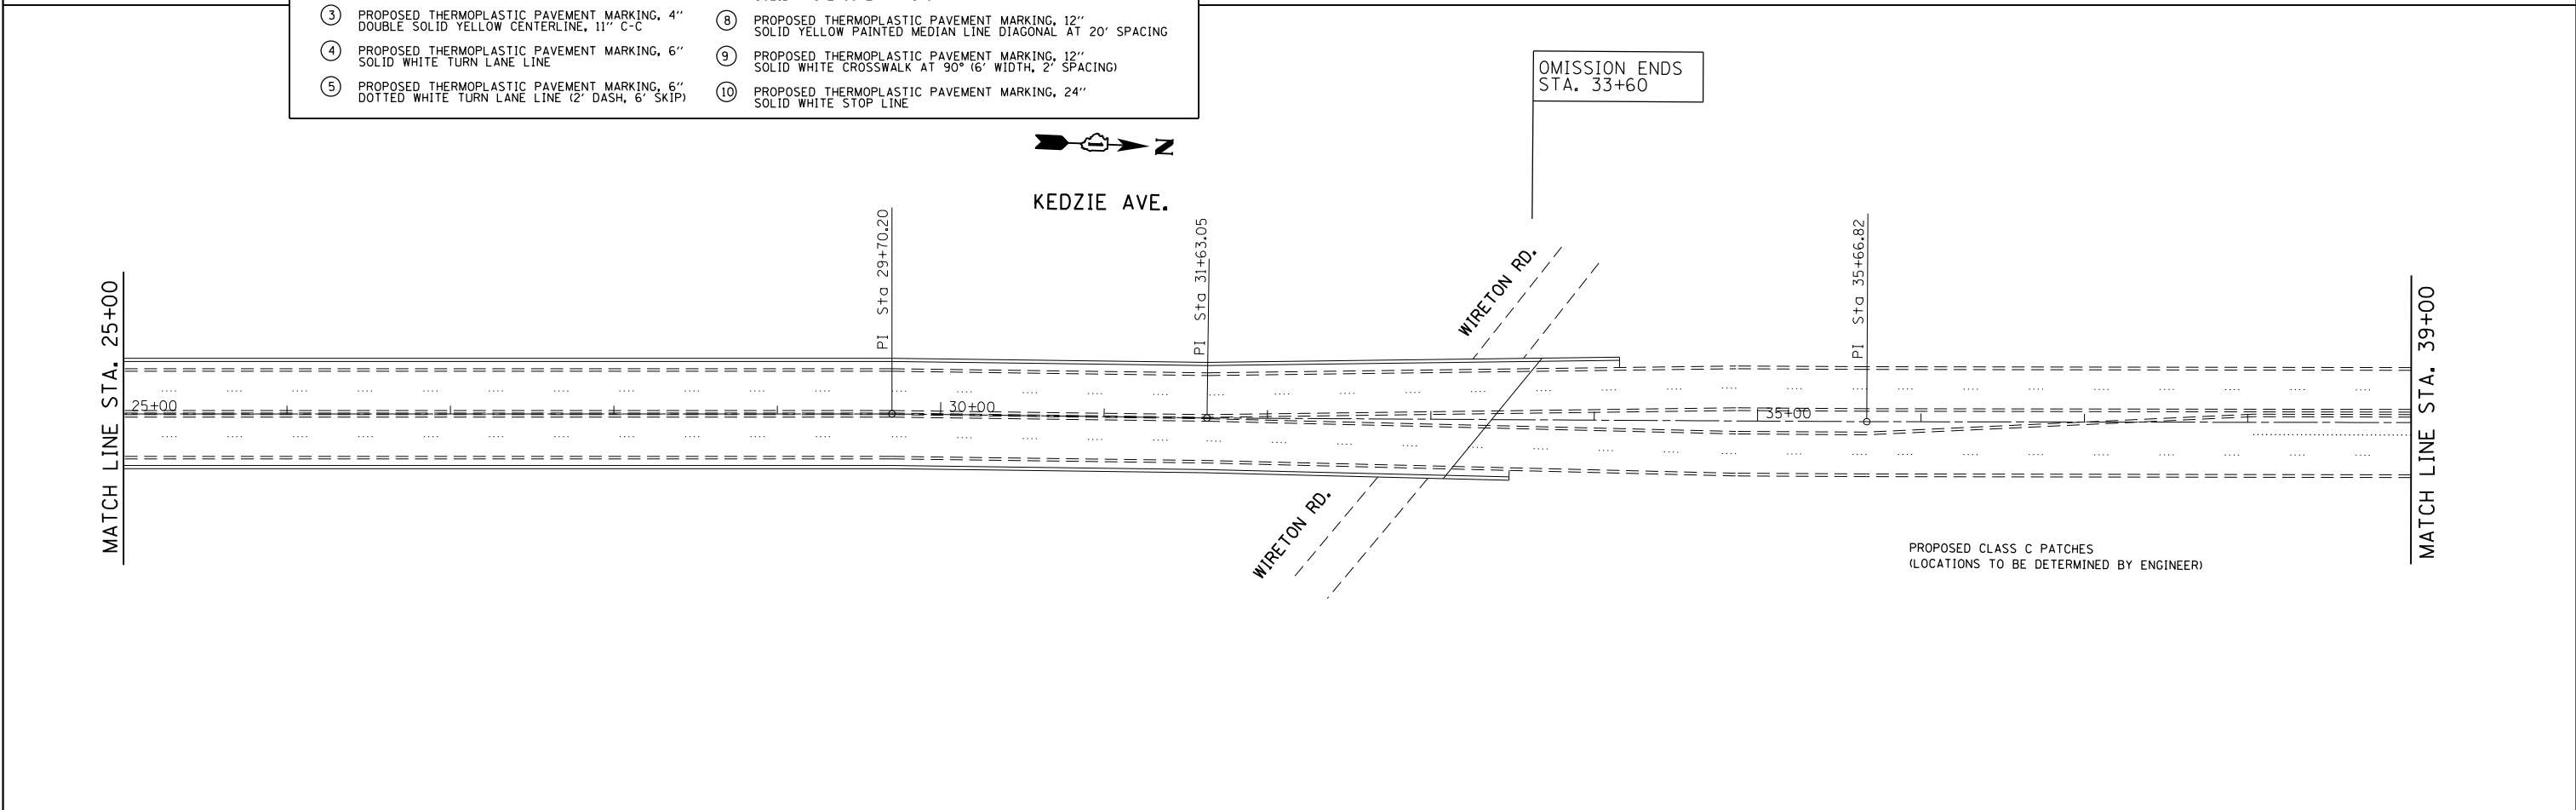 3 PROPOSED THERMOPLASTIC PAVEMENT MARKING, 4"
DOUBLE SOLID YELLOW CENTERLINE, 11" C-C
4 PROPOSED THERMOPLASTIC PAVEMENT MARKING, 6"
SOLID WHITE TURN LANE LINE
5 PROPOSED THERMOPLASTIC PAVEMENT MARKING, 6"
DOTTED WHITE TURN LANE LINE (2' DASH, 6' SKIP)
8 PROPOSED THERMOPLASTIC PAVEMENT MARKING, 12"
SOLID YELLOW PAINTED MEDIAN LINE DIAGONAL AT 20' SPACING
9 PROPOSED THERMOPLASTIC PAVEMENT MARKING, 12"
SOLID WHITE CROSSWALK AT 90° (6' WIDTH, 2' SPACING)
10 PROPOSED THERMOPLASTIC PAVEMENT MARKING, 24"
SOLID WHITE STOP LINE
OMISSION ENDS
STA. 33+60
N
KEDZIE AVE.
MATCH LINE STA. 25+00
PI Sta 29+70.20
PI Sta 31+63.05
WIRETON RD.
PI Sta 35+66.82
MATCH LINE STA. 39+00
25+00
30+00
35+00
WIRETON RD.
PROPOSED CLASS C PATCHES
(LOCATIONS TO BE DETERMINED BY ENGINEER)